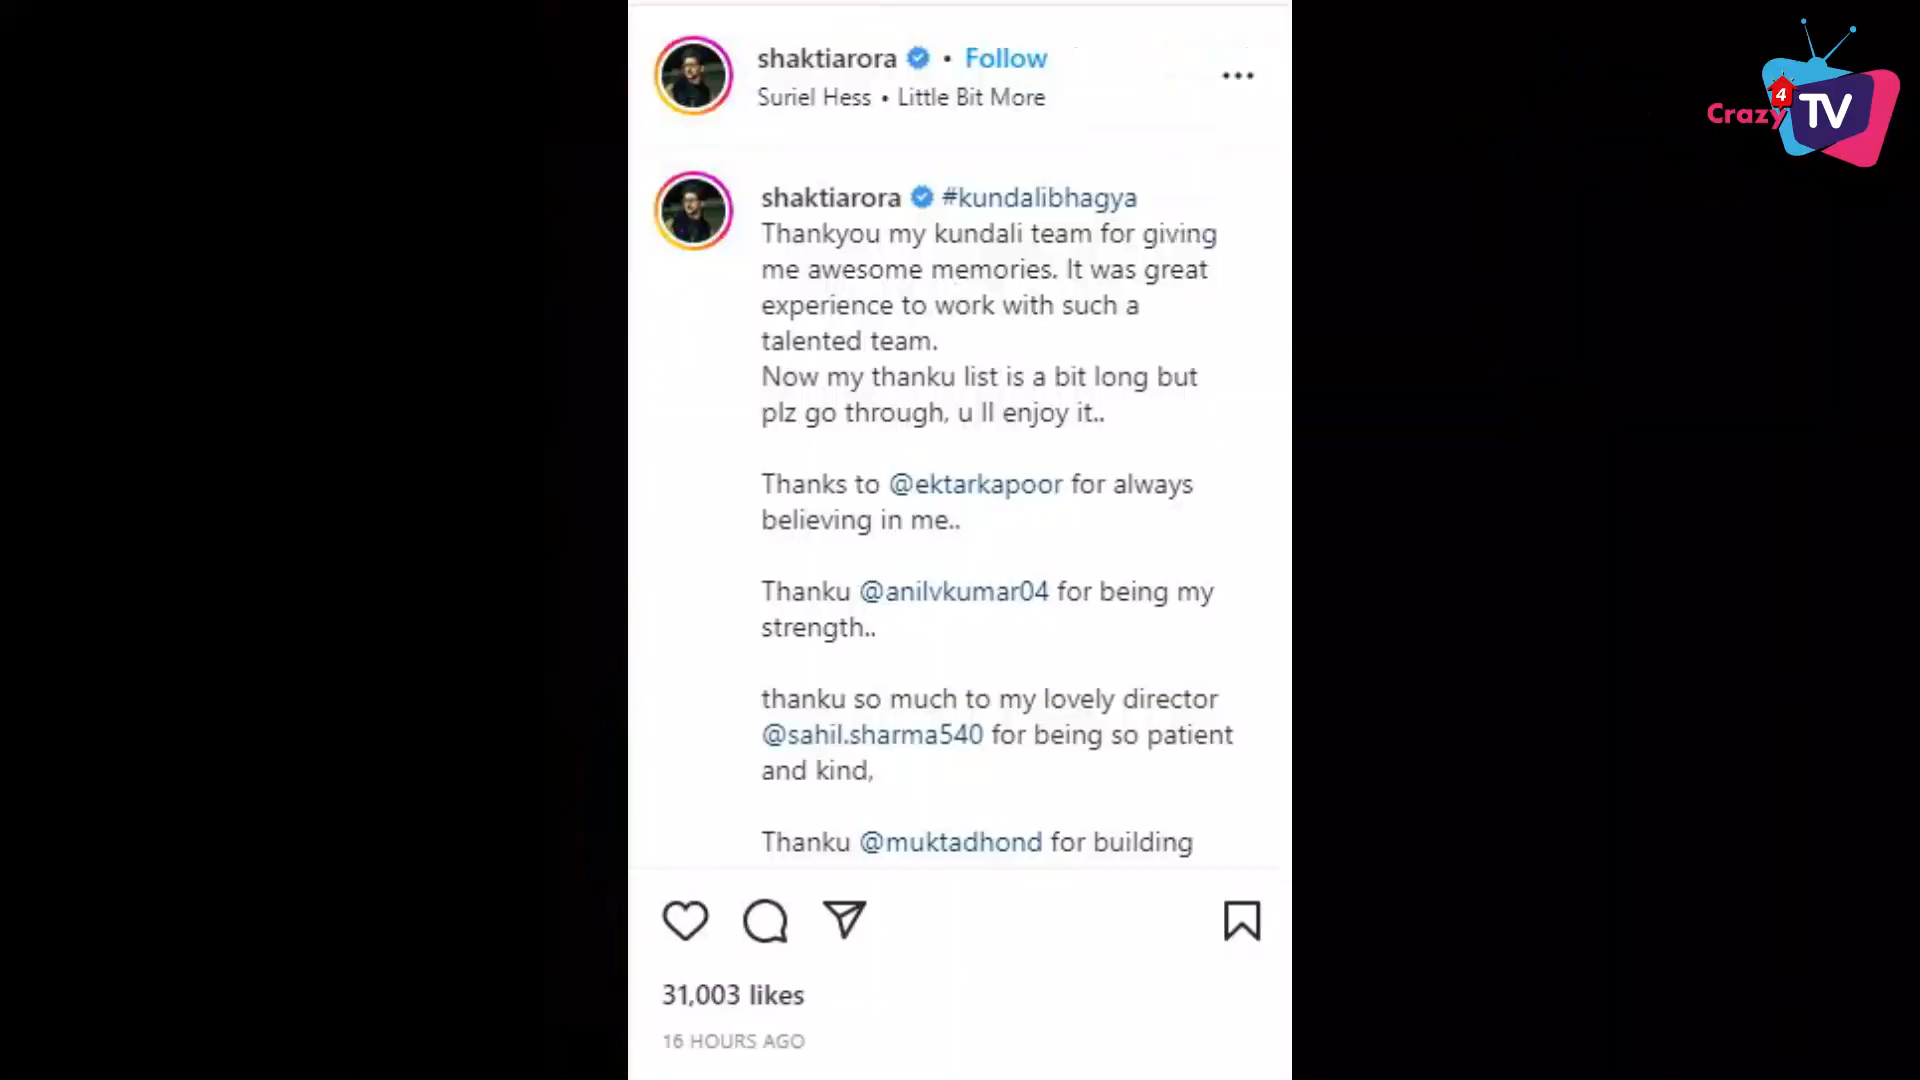 shaktiarora • Follow
Suriel Hess • Little Bit More
Crazy 4 TV
shaktiarora #kundalibhagya
Thankyou my kundali team for giving
me awesome memories. It was great
experience to work with such a
talented team.
Now my thanku list is a bit long but
plz go through, u ll enjoy it..
Thanks to @ektarkapoor for always
believing in me..
Thanku @anilvkumar04 for being my
strength..
thanku so much to my lovely director
@sahil.sharma540 for being so patient
and kind,
Thanku @muktadhond for building
31,003 likes
16 HOURS AGO